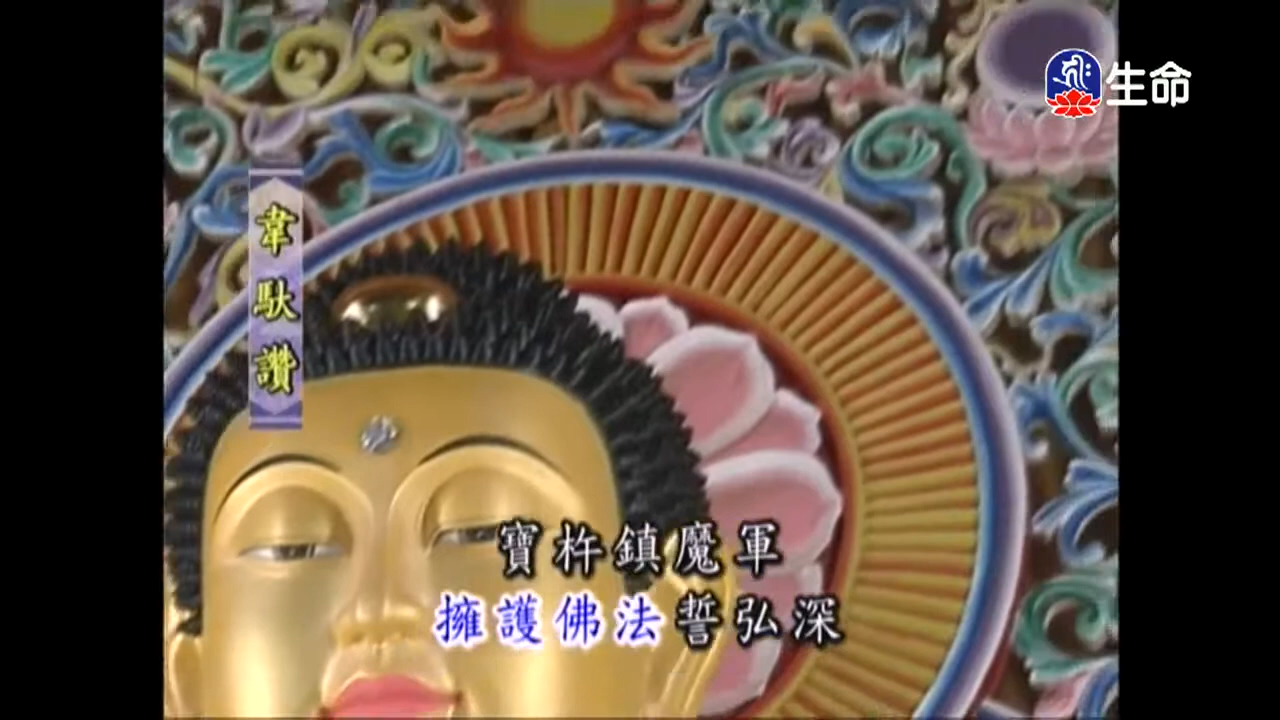 生命
韋馱讚
寶杵鎮魔軍
擁護佛法誓弘深